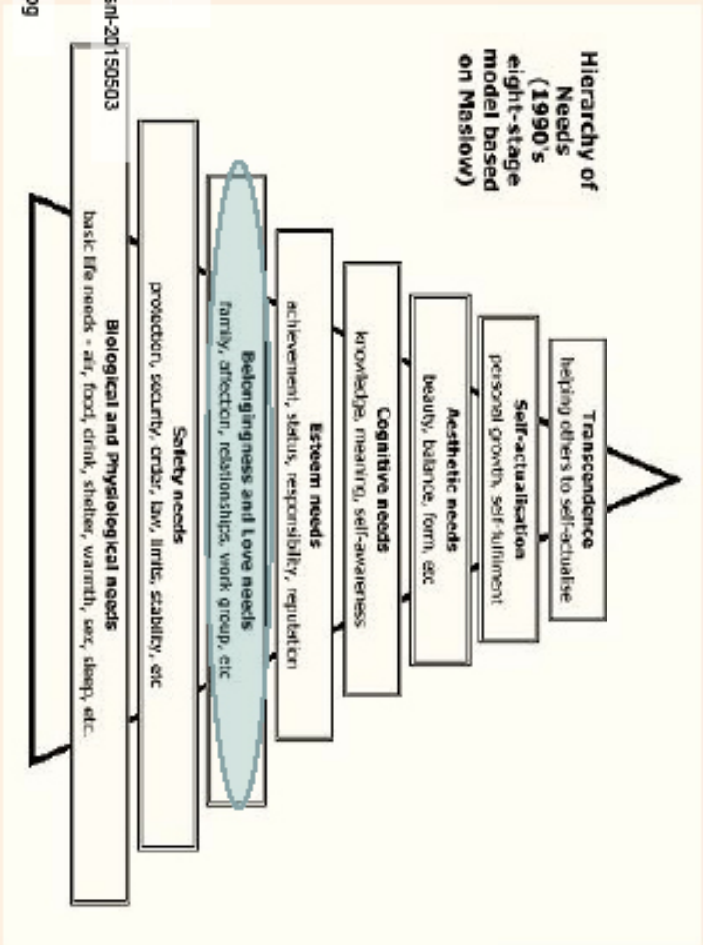 Hierarchy of
Needs
(1990's
eight-stage
model based
on Maslow)
Transcendence
helping others to self-actualise
Self-actualisation
personal growth, self-fulfilment
Aesthetic needs
beauty, balance, form, etc
Cognitive needs
knowledge, meaning, self-awareness
Esteem needs
achievement, status, responsibility, reputation
Belongingness and Love needs
family, affection, relationships, work group, etc
Safety needs
protection, security, order, law, limits, stability, etc
Biological and Physiological needs
basic life needs - air, food, drink, shelter, warmth, sex, sleep, etc.
snl-20150503
og